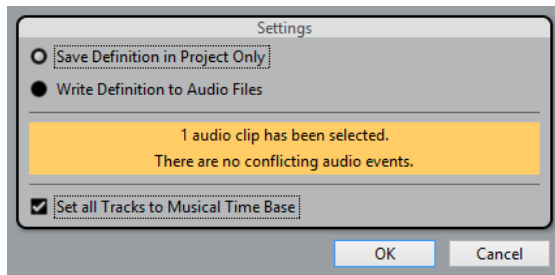 Settings
Save Definition in Project Only
Write Definition to Audio Files
1 audio clip has been selected.
There are no conflicting audio events.
Set all Tracks to Musical Time Base
OK
Cancel